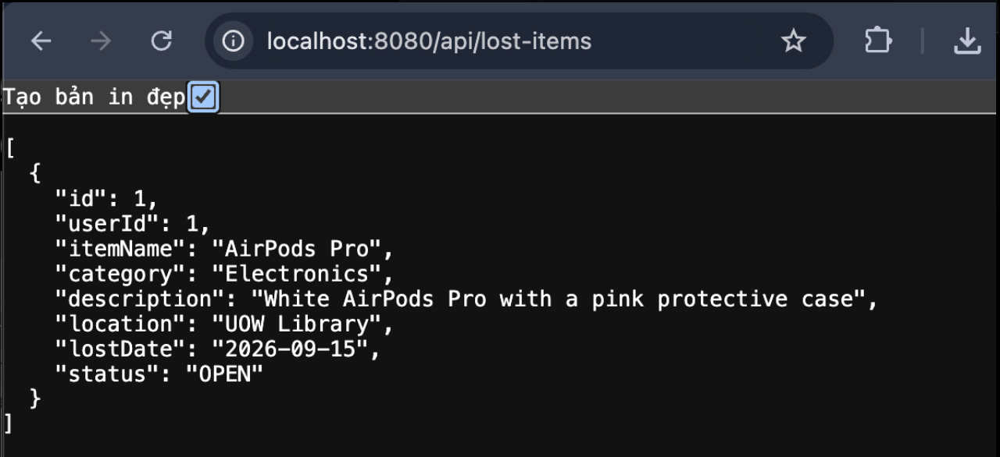 localhost:8080/api/lost-items
Tạo bản in đẹp
[
  {
    "id": 1,
    "userId": 1,
    "itemName": "AirPods Pro",
    "category": "Electronics",
    "description": "White AirPods Pro with a pink protective case",
    "location": "UOW Library",
    "lostDate": "2026-09-15",
    "status": "OPEN"
  }
]